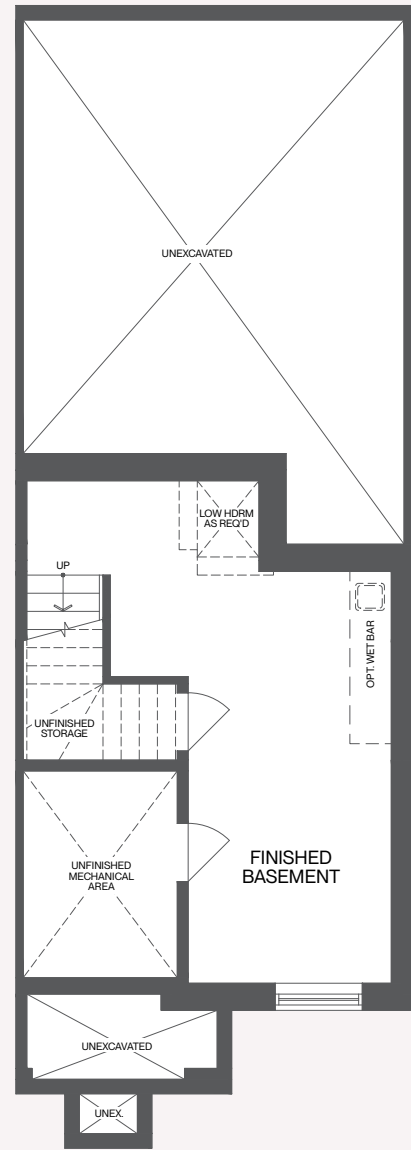 UNEXCAVATED
LOW HDRM
AS REQ'D
UP
OPT. WET BAR
UNFINISHED
STORAGE
UNFINISHED
MECHANICAL
AREA
FINISHED
BASEMENT
UNEXCAVATED
UNEX.